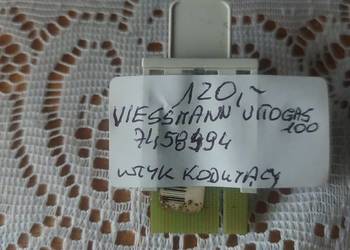 120,~
VIESSMANN VITOGAS
100
7458494
WTYK KODUJĄCY